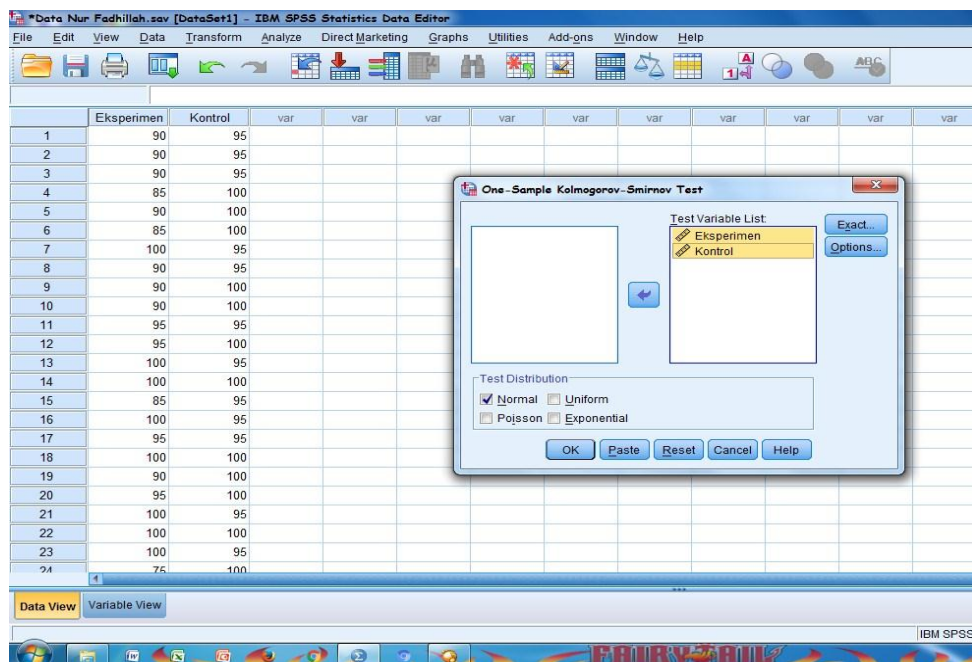 *Data Nur Fadhillah.sav [DataSet1] - IBM SPSS Statistics Data Editor
File Edit View Data Transform Analyze Direct Marketing Graphs Utilities Add-ons Window Help
Eksperimen Kontrol var var var var var var var var var var
1 90 95
2 90 95
3 90 95
4 85 100
5 90 100
6 85 100
7 100 95
8 90 95
9 90 100
10 90 100
11 95 95
12 95 95
13 100 95
14 100 100
15 85 95
16 100 95
17 95 95
18 100 100
19 90 100
20 95 100
21 100 95
22 100 100
23 100 95
24 75 100
One-Sample Kolmogorov-Smirnov Test
Test Variable List:
Eksperimen
Kontrol
Exact...
Options...
Test Distribution
Normal Uniform
Poisson Exponential
OK Paste Reset Cancel Help
Data View Variable View
IBM SPSS
FAIRY TAIL